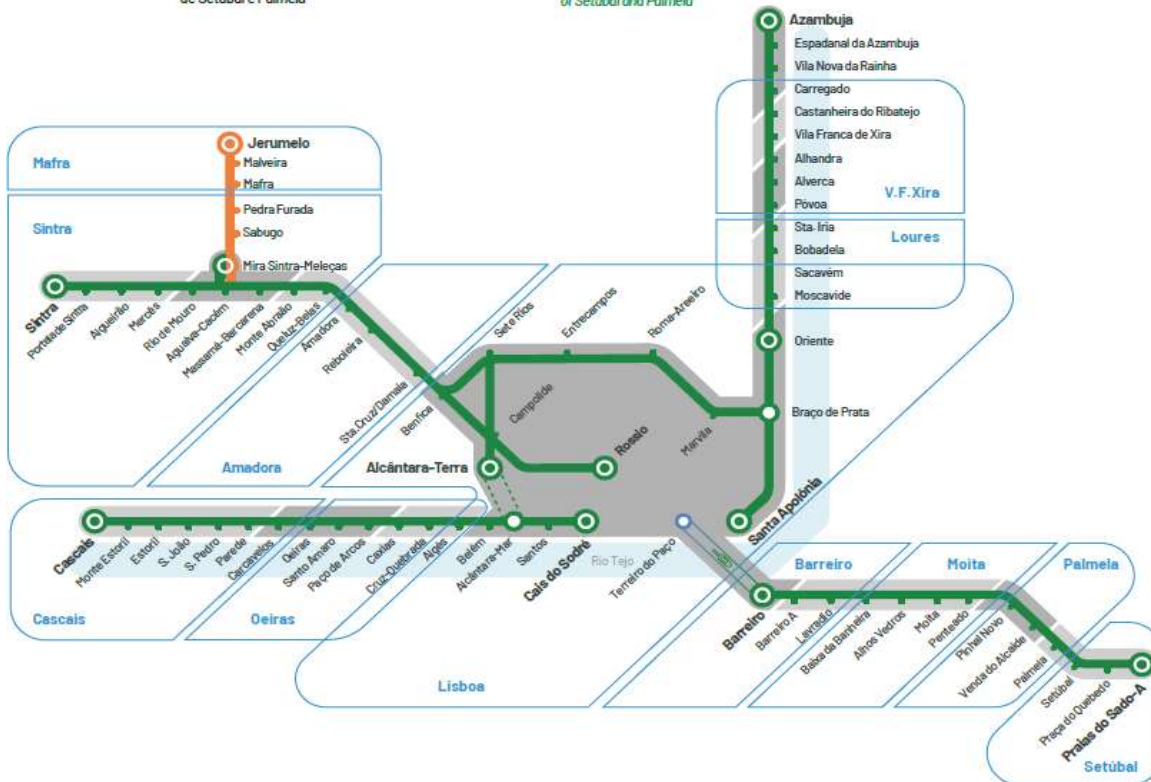 de Setúbal e Palmela
of Setúbal and Palmela
Azambuja
Espadanal da Azambuja
Vila Nova da Rainha
Carregado
Castanheira do Ribatejo
Vila Franca de Xira
Alhandra
Alverca
V.F.Xira
Póvoa
Sta. Iria
Loures
Bobadela
Sacavém
Moscavide
Oriente
Braço de Prata
Santa Apolónia
Mafra
Jerumelo
Malveira
Mafra
Pedra Furada
Sabugo
Mira Sintra-Meleças
Sintra
Sintra
Portela de Sintra
Algueirão
Mercês
Rio de Mouro
Agualva-Cacém
Massamá-Barcarena
Monte Abraão
Queluz-Belas
Amadora
Reboleira
Sta.Cruz/Damaia
Benfica
Amadora
Sete Rios
Entrecampos
Roma-Areeiro
Marvila
Campolide
Rossio
Alcântara-Terra
Cascais
Monte Estoril
Estoril
S. João
S. Pedro
Parede
Carcavelos
Oeiras
Santo Amaro
Paço de Arcos
Caxias
Cruz-Quebrada
Algés
Belém
Alcântara-Mar
Santos
Cais do Sodré
Rio Tejo
Terreiro do Paço
Cascais
Oeiras
Lisboa
Barreiro
Moita
Palmela
Barreiro
Barreiro A
Lavradio
Baixa da Banheira
Alhos Vedros
Moita
Penteado
Pinhal Novo
Venda do Alcaide
Palmela
Setúbal
Praça do Quebedo
Praias do Sado-A
Setúbal